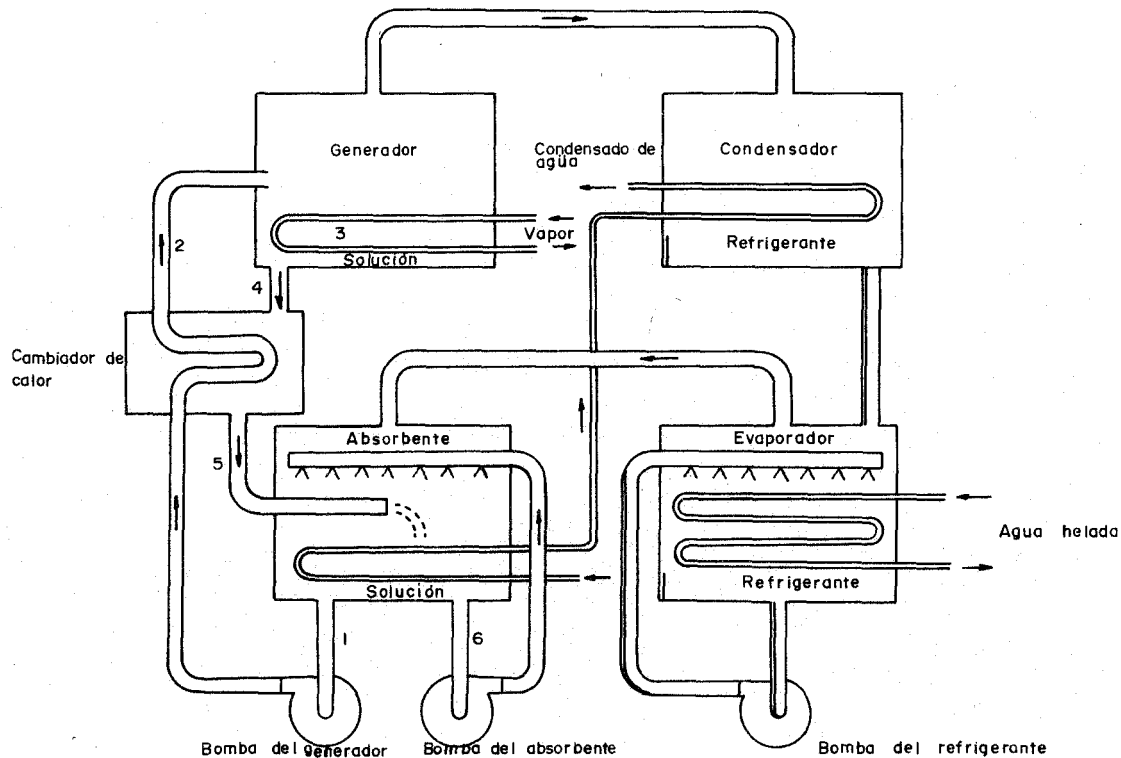 Generador
Condensado de
agüa
Condensador
2
3
Vapor
Refrigerante
Solución
4
Cambiador de
calor
Absorbente
Evaporador
5
Agua helada
Solución
Refrigerante
1
6
Bomba del generador
Bomba del absorbente
Bomba del refrigerante